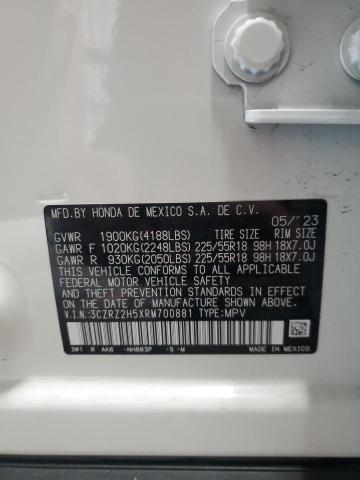 MFD.BY HONDA DE MEXICO S.A. DE C.V.
05/'23
GVWR 1900KG(4188LBS) TIRE SIZE RIM SIZE
GAWR F 1020KG(2248LBS) 225/55R18 98H 18X7.0J
GAWR R 930KG(2050LBS) 225/55R18 98H 18X7.0J
THIS VEHICLE CONFORMS TO ALL APPLICABLE
FEDERAL MOTOR VEHICLE SAFETY
AND THEFT PREVENTION STANDARDS IN EFFECT ON
THE DATE OF MANUFACTURE SHOWN ABOVE.
V.I.N:3CZRZ2H5XRM700881 TYPE:MPV
3W1 R AK6 -NH883P -S -M MADE IN MEXICO